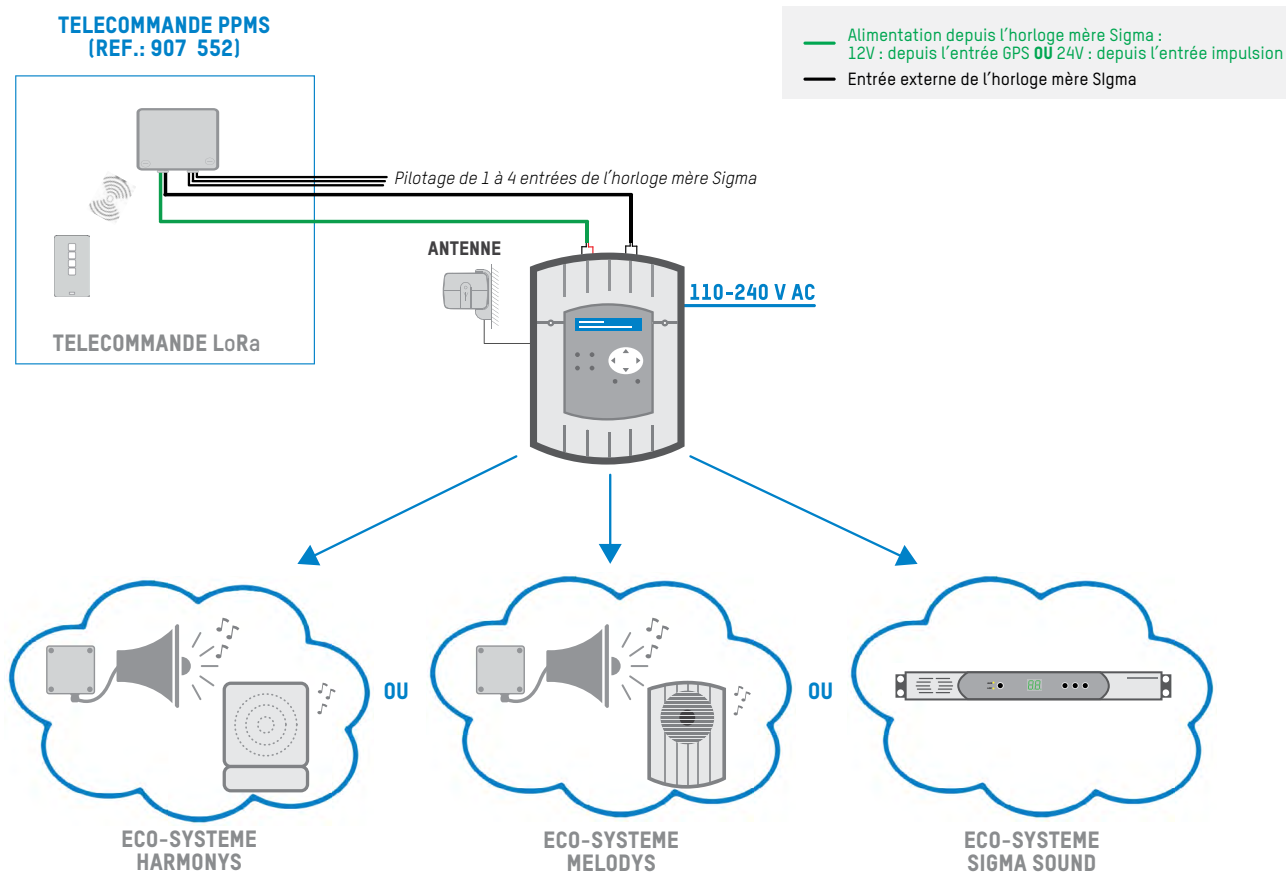 TELECOMMANDE PPMS
(REF.: 907 552)
Alimentation depuis l'horloge mère Sigma :
12V : depuis l'entrée GPS OU 24V : depuis l'entrée impulsion
Entrée externe de l'horloge mère SIgma
Pilotage de 1 à 4 entrées de l'horloge mère Sigma
ANTENNE
110-240 V AC
TELECOMMANDE LoRa
OU
OU
88
ECO-SYSTEME
HARMONYS
ECO-SYSTEME
MELODYS
ECO-SYSTEME
SIGMA SOUND